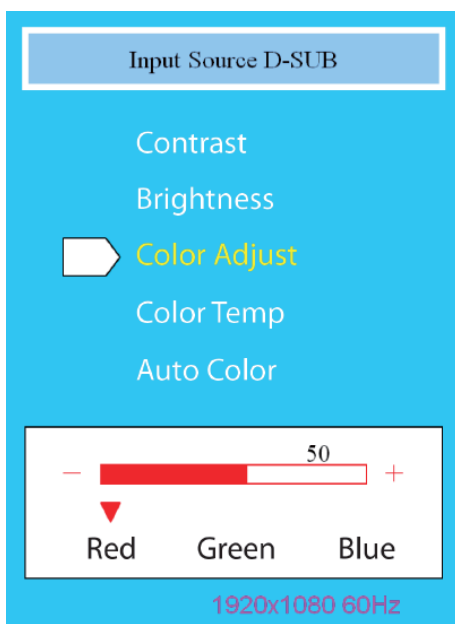 Input Source D-SUB
Contrast
Brightness
Color Adjust
Color Temp
Auto Color
50
− +
Red Green Blue
1920x1080 60Hz